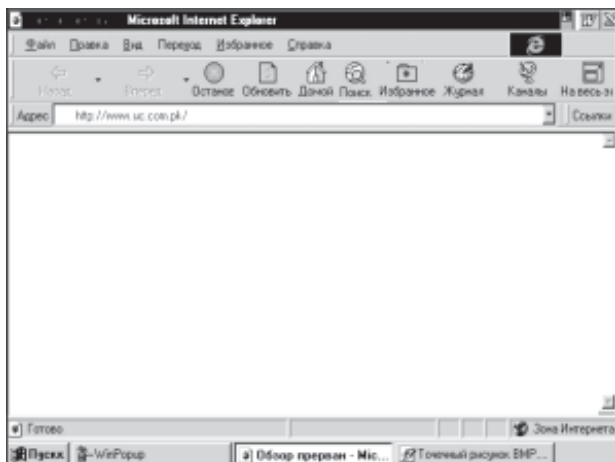 Microsoft Internet Explorer
Файл Правка Вид Переход Избранное Справка
Назад Вперед Останов Обновить Домой Поиск Избранное Журнал Каналы На весь эк
Адрес http://www.uc.com.pk/ Ссылки
Готово Зона Интернета
Пуск WinPopup Обзор прерван - Mic... Точечный рисунок BMP...